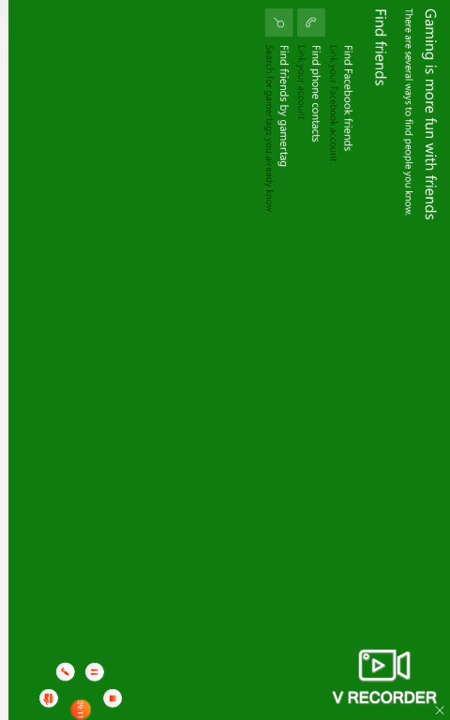 Gaming is more fun with friends
There are several ways to find people you know.
Find friends
Find Facebook friends
Link your Facebook account
Find phone contacts
Link your account
Find friends by gamertag
Search for gamertags you already know
V RECORDER
09:11